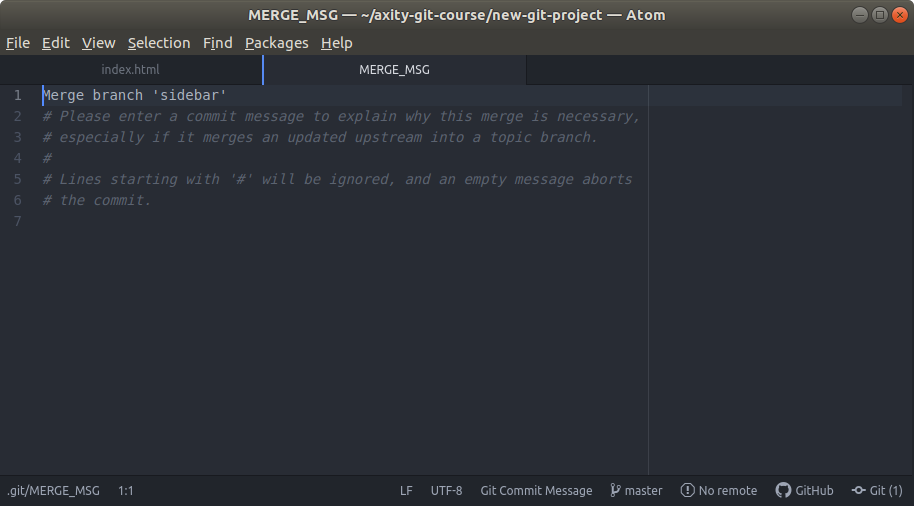 MERGE_MSG — ~/axity-git-course/new-git-project — Atom
File Edit View Selection Find Packages Help
index.html MERGE_MSG
1 Merge branch 'sidebar'
2 # Please enter a commit message to explain why this merge is necessary,
3 # especially if it merges an updated upstream into a topic branch.
4 #
5 # Lines starting with '#' will be ignored, and an empty message aborts
6 # the commit.
7
.git/MERGE_MSG 1:1 LF UTF-8 Git Commit Message master No remote GitHub Git (1)